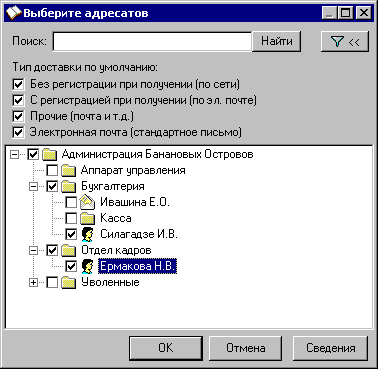 Выберите адресатов
Поиск: Найти <<
Тип доставки по умолчанию:
Без регистрации при получении (по сети)
С регистрацией при получении (по эл. почте)
Прочие (почта и т.д.)
Электронная почта (стандартное письмо)
Администрация Банановых Островов
Аппарат управления
Бухгалтерия
Ивашина Е.О.
Касса
Силагадзе И.В.
Отдел кадров
Ермакова Н.В.
Уволенные
OK Отмена Сведения